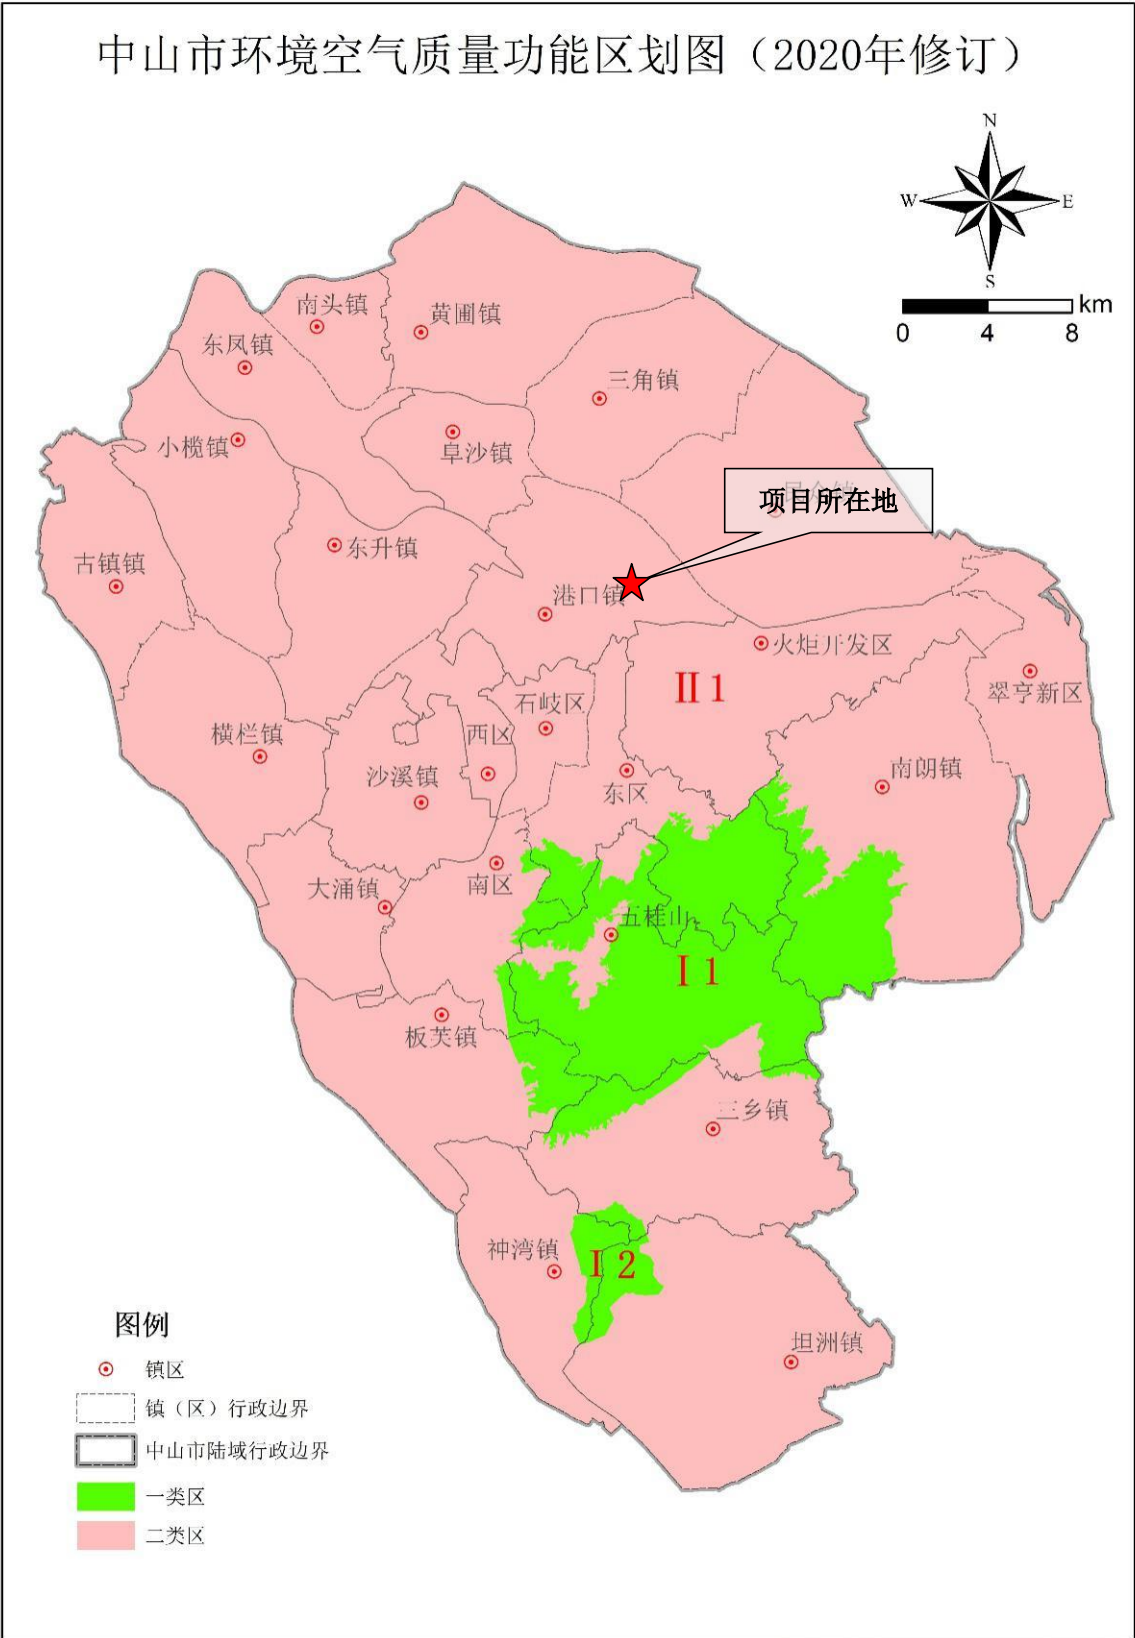 中山市环境空气质量功能区划图（2020年修订）
N
W
E
S
km
0 4 8
南头镇
黄圃镇
东凤镇
三角镇
小榄镇
阜沙镇
项目所在地
东升镇
古镇镇
港口镇
火炬开发区
Ⅱ1
翠亨新区
石岐区
西区
横栏镇
沙溪镇
东区
南朗镇
南区
大涌镇
五桂山
Ⅰ1
板芙镇
三乡镇
神湾镇
Ⅰ2
坦洲镇
图例
镇区
镇（区）行政边界
中山市陆域行政边界
一类区
二类区